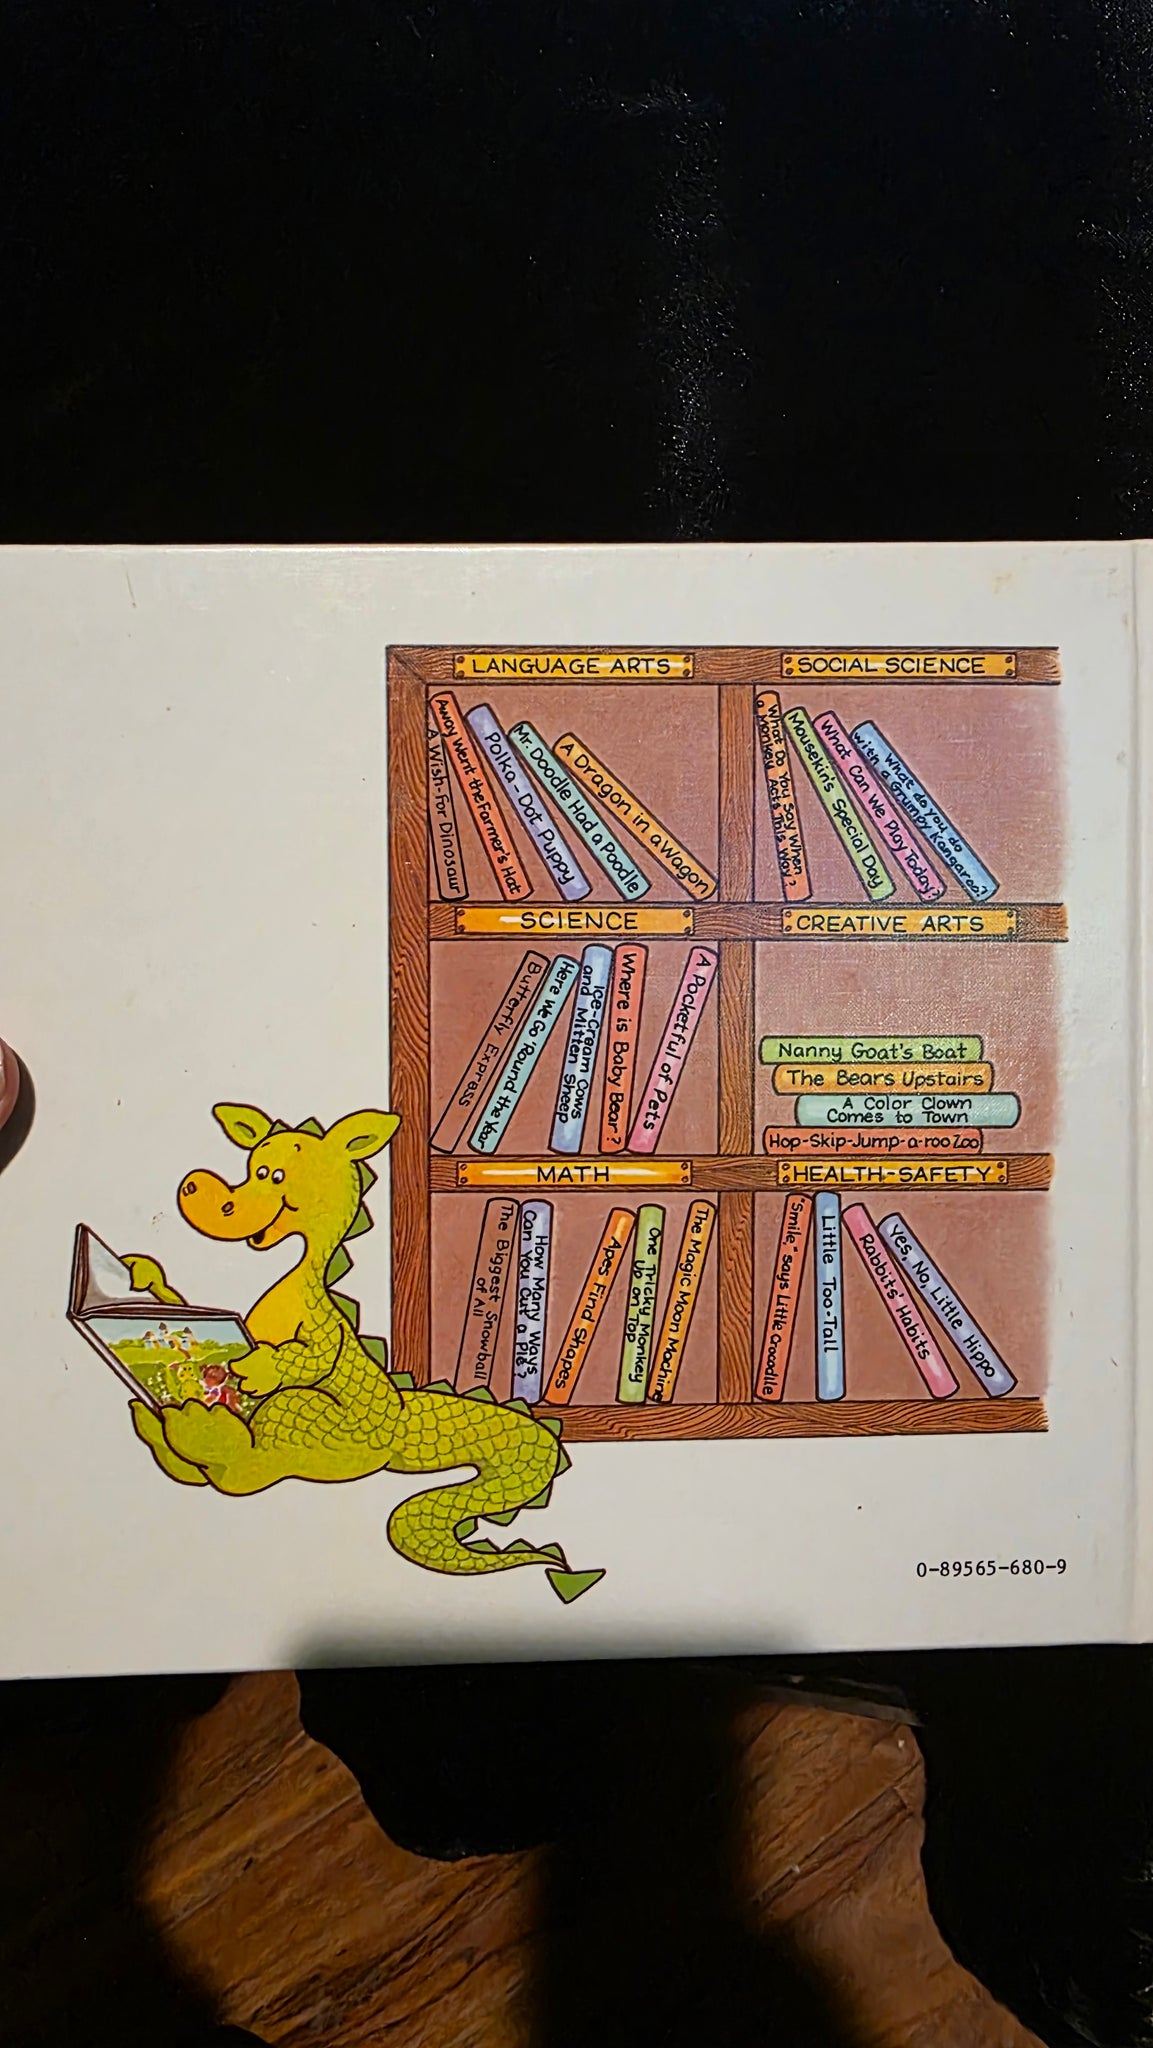 LANGUAGE ARTS
A Wish-For Dinosaur
Away Went the Farmer's Hat
Polka-Dot Puppy
Mr. Doodle Had a Poodle
A Dragon in a Wagon
SOCIAL SCIENCE
What Do You Say When
a Monkey Acts This Way?
Mousekin's Special Day
What Can We Play Today?
What do you do
with a Grumpy Kangaroo?
SCIENCE
Butterfly Express
Here We Go 'Round the Year
Ice-Cream Cows
and Mitten Sheep
Where is Baby Bear?
A Pocketful of Pets
CREATIVE ARTS
Nanny Goat's Boat
The Bears Upstairs
A Color Clown
Comes to Town
Hop-Skip-Jump-a-roo Zoo
MATH
The Biggest Snowball
of All
How Many Ways
Can You Cut a Pie?
Apes Find Shapes
One Tricky Monkey
Up on Top
The Magic Moon Machine
HEALTH-SAFETY
"Smile," says Little Crocodile
Little Too-Tall
Rabbits' Habits
Yes, No, Little Hippo
0-89565-680-9